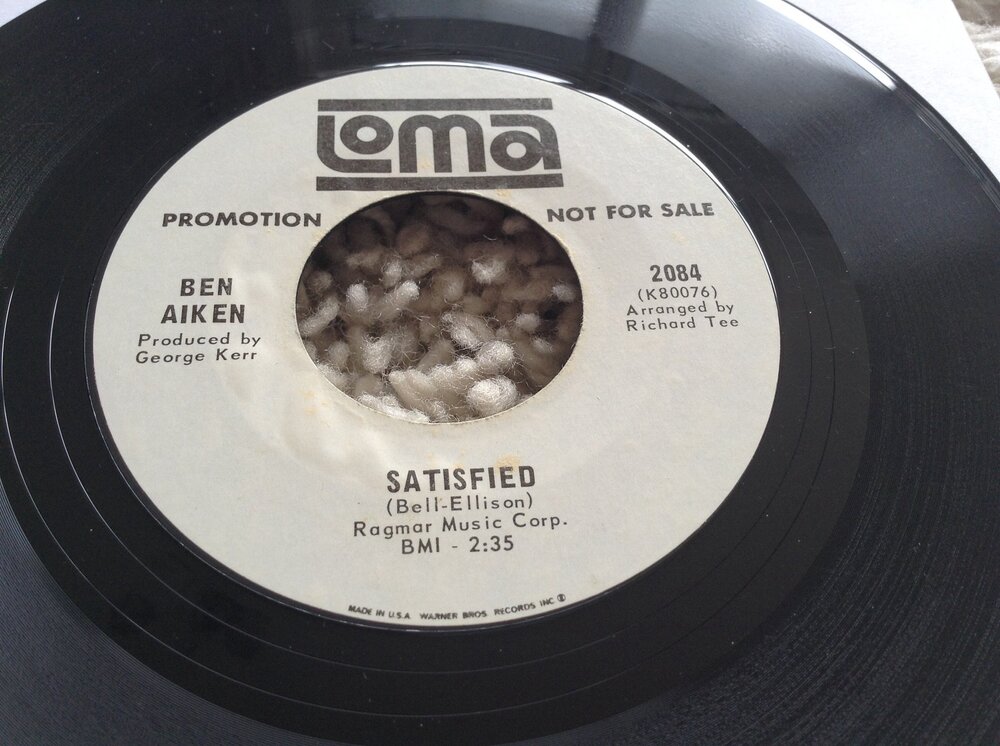 Loma
PROMOTION
NOT FOR SALE
BEN
AIKEN
Produced by
George Kerr
2084
(K80076)
Arranged by
Richard Tee
SATISFIED
(Bell-Ellison)
Ragmar Music Corp.
BMI - 2:35
MADE IN U.S.A WARNER BROS. RECORDS INC